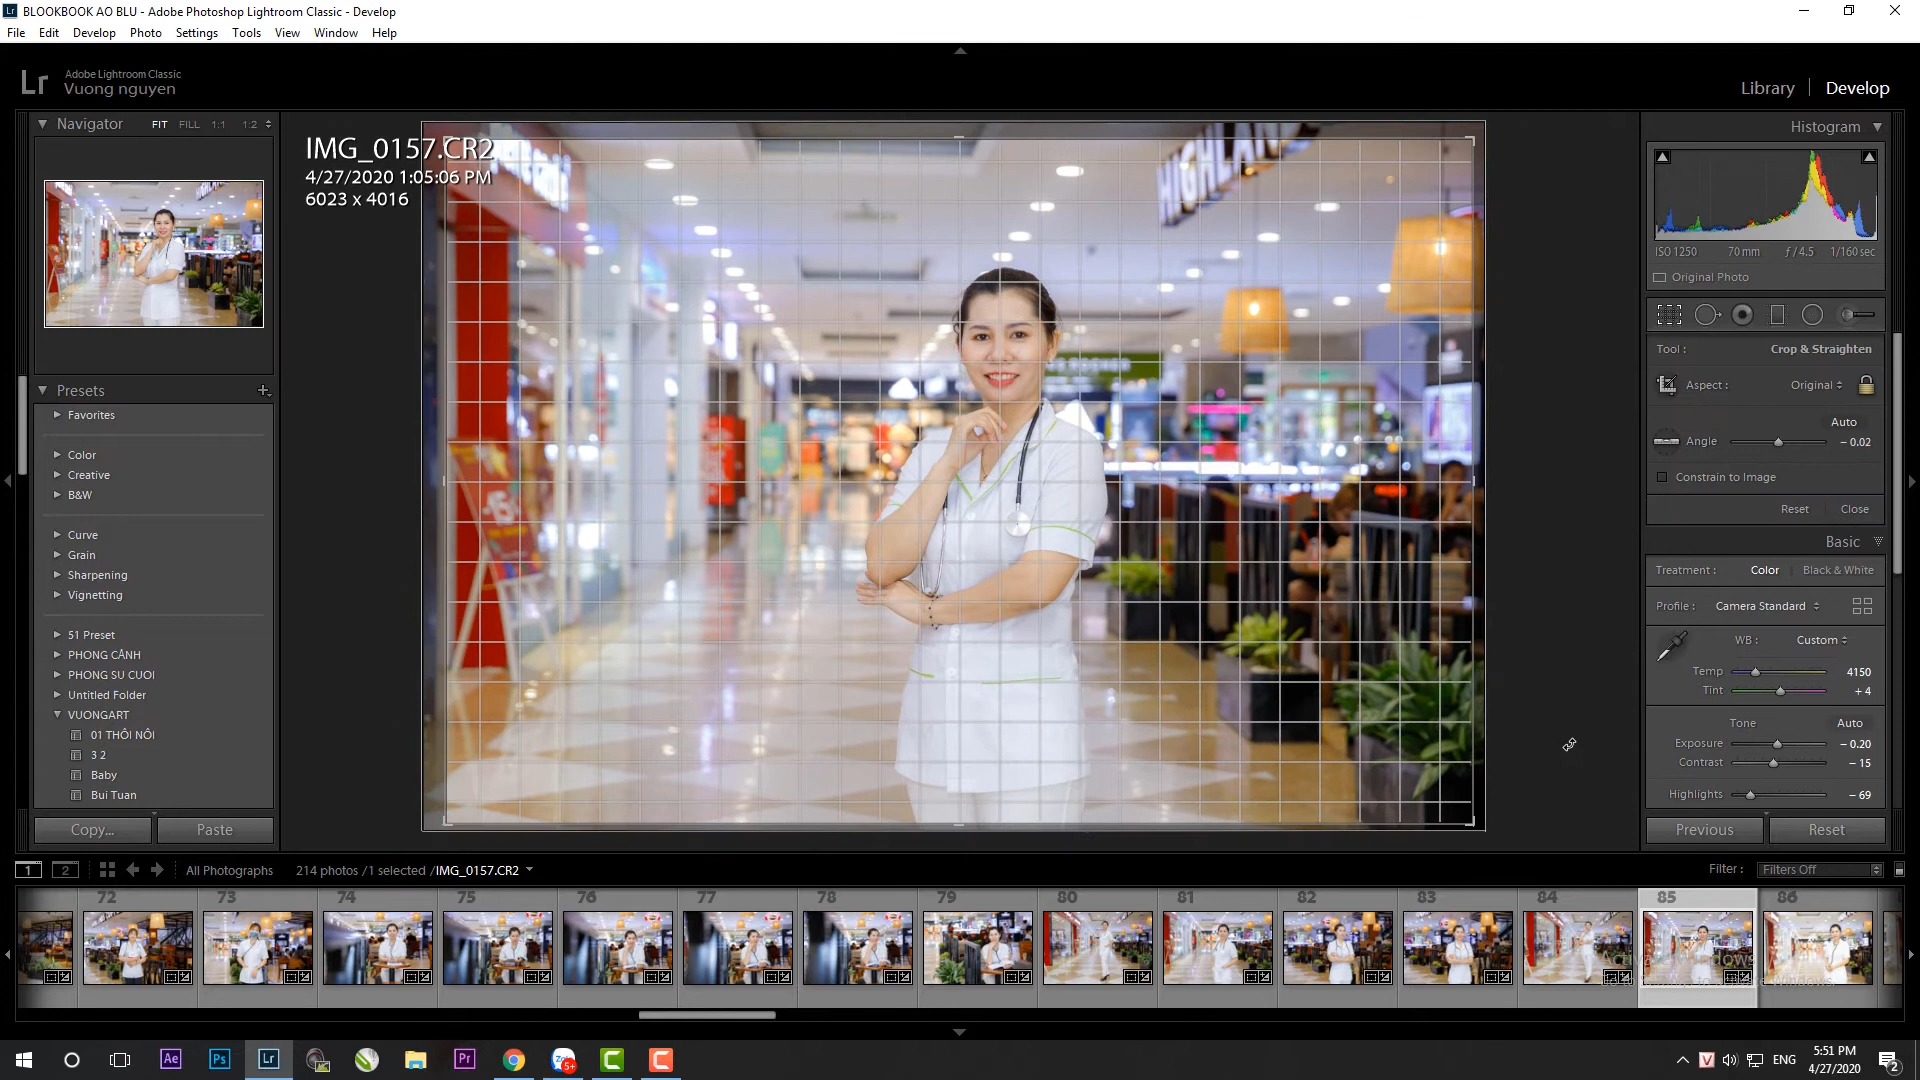 BLOOKBOOK AO BLU - Adobe Photoshop Lightroom Classic - Develop
File Edit Develop Photo Settings Tools View Window Help
Lr Adobe Lightroom Classic
Vuong nguyen
Library Develop
Navigator FIT FILL 1:1 1:2
Presets
Favorites
Color
Creative
B&W
Curve
Grain
Sharpening
Vignetting
51 Preset
PHONG CẢNH
PHONG SU CUOI
Untitled Folder
VUONGART
01 THÔI NÔI
3 2
Baby
Bui Tuan
Copy... Paste
IMG_0157.CR2
4/27/2020 1:05:06 PM
6023 x 4016
Histogram
ISO 1250 70 mm ƒ / 4.5 1/160 sec
Original Photo
Tool : Crop & Straighten
Aspect : Original
Auto
Angle - 0.02
Constrain to Image
Reset Close
Basic
Treatment : Color Black & White
Profile : Camera Standard
WB : Custom
Temp 4150
Tint + 4
Tone Auto
Exposure - 0.20
Contrast - 15
Highlights - 69
Previous Reset
1 2 All Photographs 214 photos / 1 selected / IMG_0157.CR2 Filter : Filters Off
72 73 74 75 76 77 78 79 80 81 82 83 84 85 86
Ae Ps Lr Pr Zalo 5+ C C
V ENG 5:51 PM
4/27/2020 2